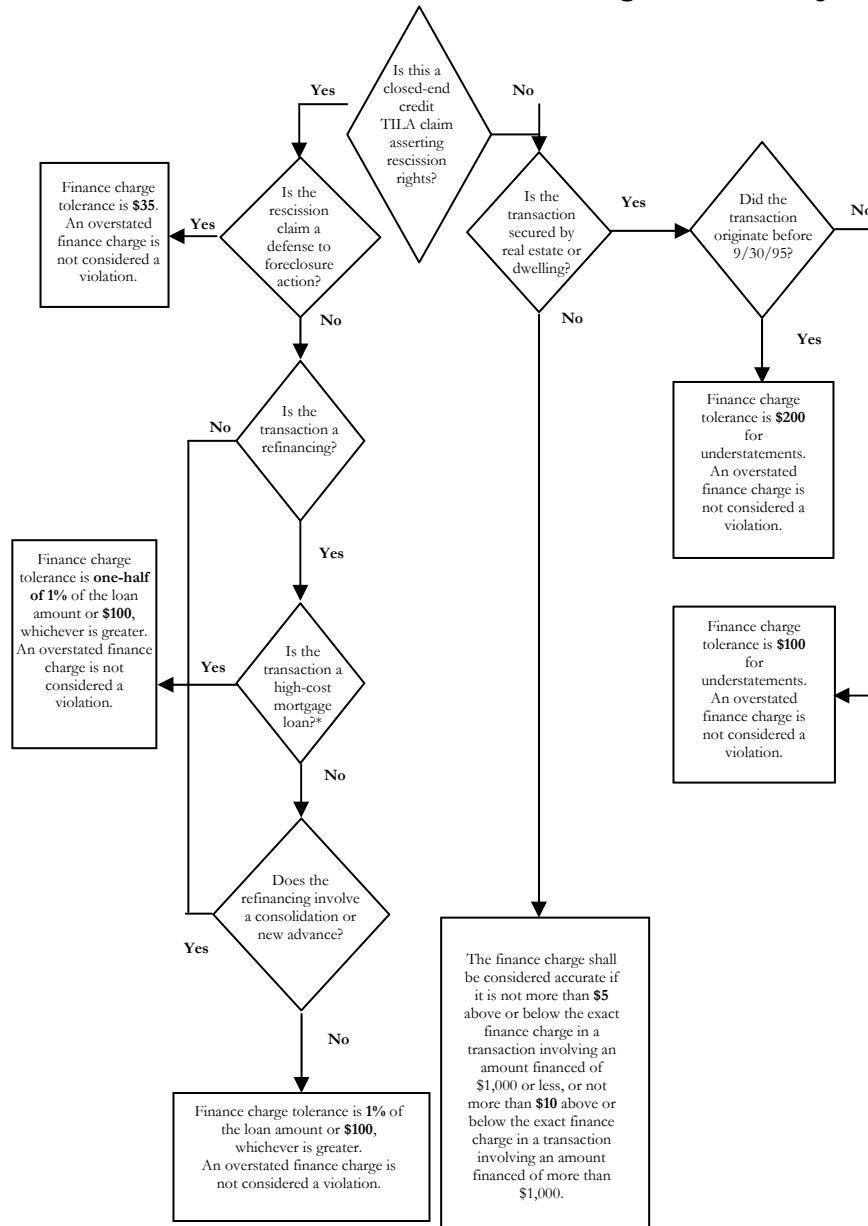 Is this a
closed-end
credit
TILA claim
asserting
rescission
rights?
Yes
No
Finance charge
tolerance is $35.
An overstated
finance charge is
not considered a
violation.
Yes
Is the
rescission
claim a
defense to
foreclosure
action?
No
Is the
transaction
secured by
real estate or
dwelling?
Yes
No
Did the
transaction
originate before
9/30/95?
No
Yes
Finance charge
tolerance is $200
for
understatements.
An overstated
finance charge is
not considered a
violation.
Is the
transaction a
refinancing?
No
Yes
Finance charge
tolerance is one-half
of 1% of the loan
amount or $100,
whichever is greater.
An overstated finance
charge is not
considered a
violation.
Yes
Is the
transaction a
high-cost
mortgage
loan?*
No
Finance charge
tolerance is $100
for
understatements.
An overstated
finance charge is
not considered a
violation.
Does the
refinancing involve
a consolidation or
new advance?
Yes
No
Finance charge tolerance is 1% of
the loan amount or $100,
whichever is greater.
An overstated finance charge is
not considered a violation.
The finance charge shall
be considered accurate if
it is not more than $5
above or below the exact
finance charge in a
transaction involving an
amount financed of
$1,000 or less, or not
more than $10 above or
below the exact finance
charge in a transaction
involving an amount
financed of more than
$1,000.